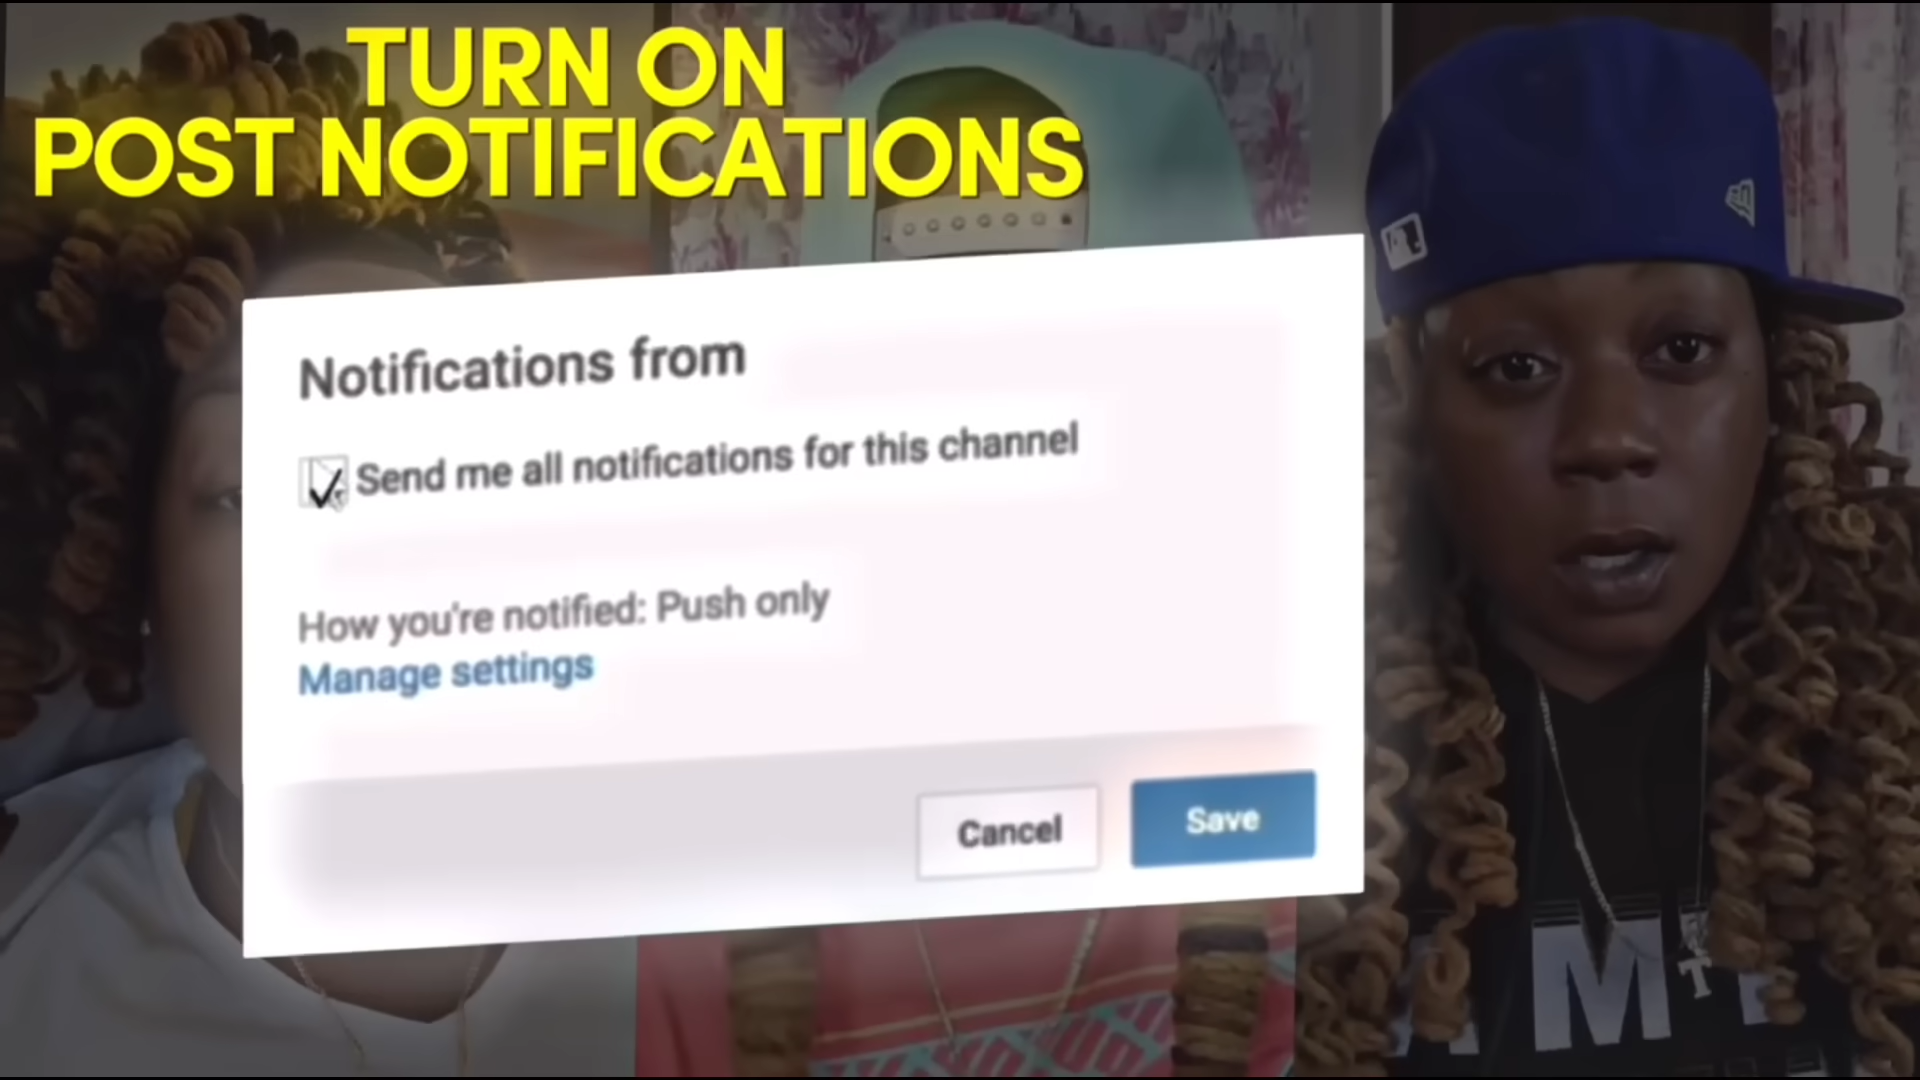 TURN ON
POST NOTIFICATIONS
Notifications from
Send me all notifications for this channel
How you're notified: Push only
Manage settings
Cancel
Save
T